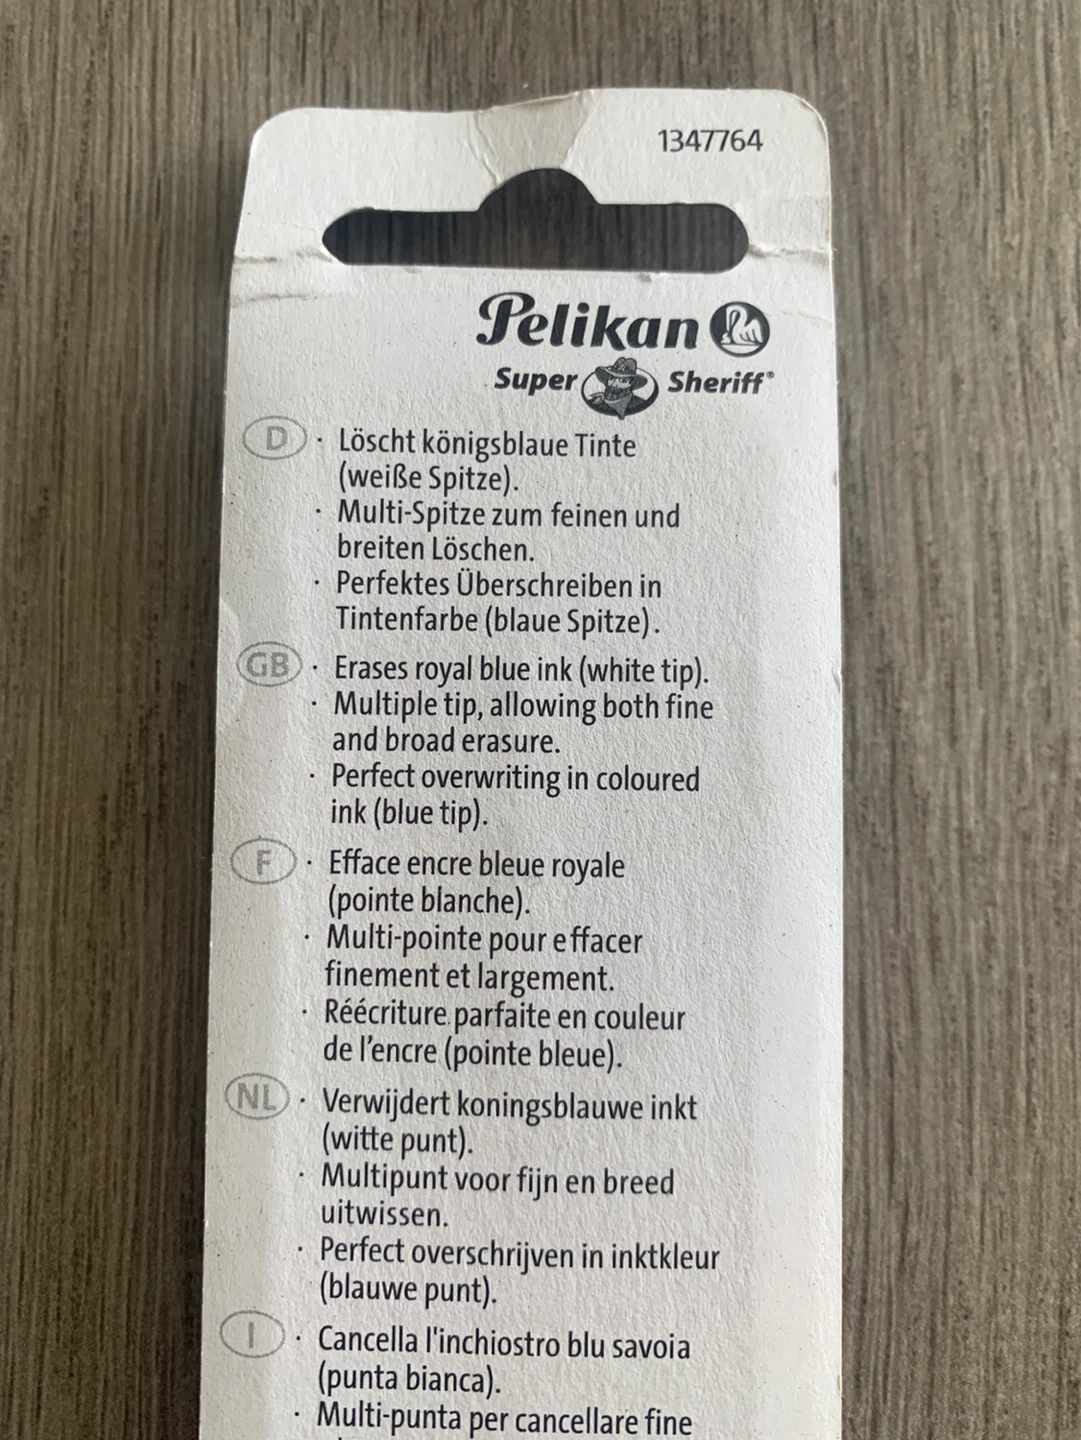 1347764
Pelikan
Super Sheriff®
D · Löscht königsblaue Tinte
(weiße Spitze).
· Multi-Spitze zum feinen und
breiten Löschen.
· Perfektes Überschreiben in
Tintenfarbe (blaue Spitze).
GB · Erases royal blue ink (white tip).
· Multiple tip, allowing both fine
and broad erasure.
· Perfect overwriting in coloured
ink (blue tip).
F · Efface encre bleue royale
(pointe blanche).
· Multi-pointe pour effacer
finement et largement.
· Réécriture parfaite en couleur
de l'encre (pointe bleue).
NL · Verwijdert koningsblauwe inkt
(witte punt).
· Multipunt voor fijn en breed
uitwissen.
· Perfect overschrijven in inktkleur
(blauwe punt).
I · Cancella l'inchiostro blu savoia
(punta bianca).
· Multi-punta per cancellare fine